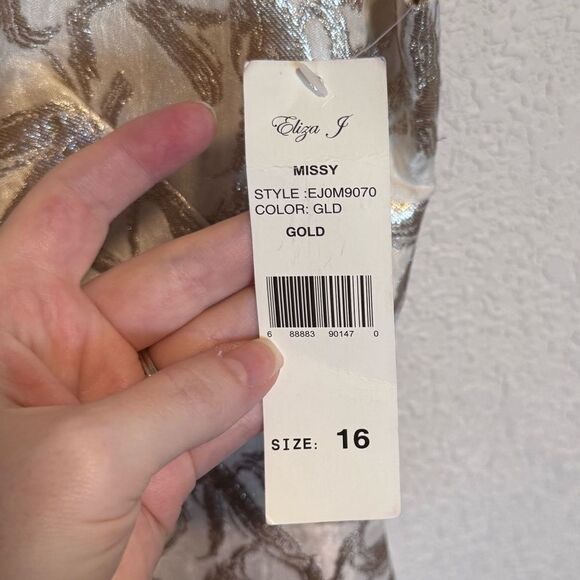 Eliza J
MISSY
STYLE :EJ0M9070
COLOR: GLD
GOLD
6 88883 90147 0
SIZE: 16